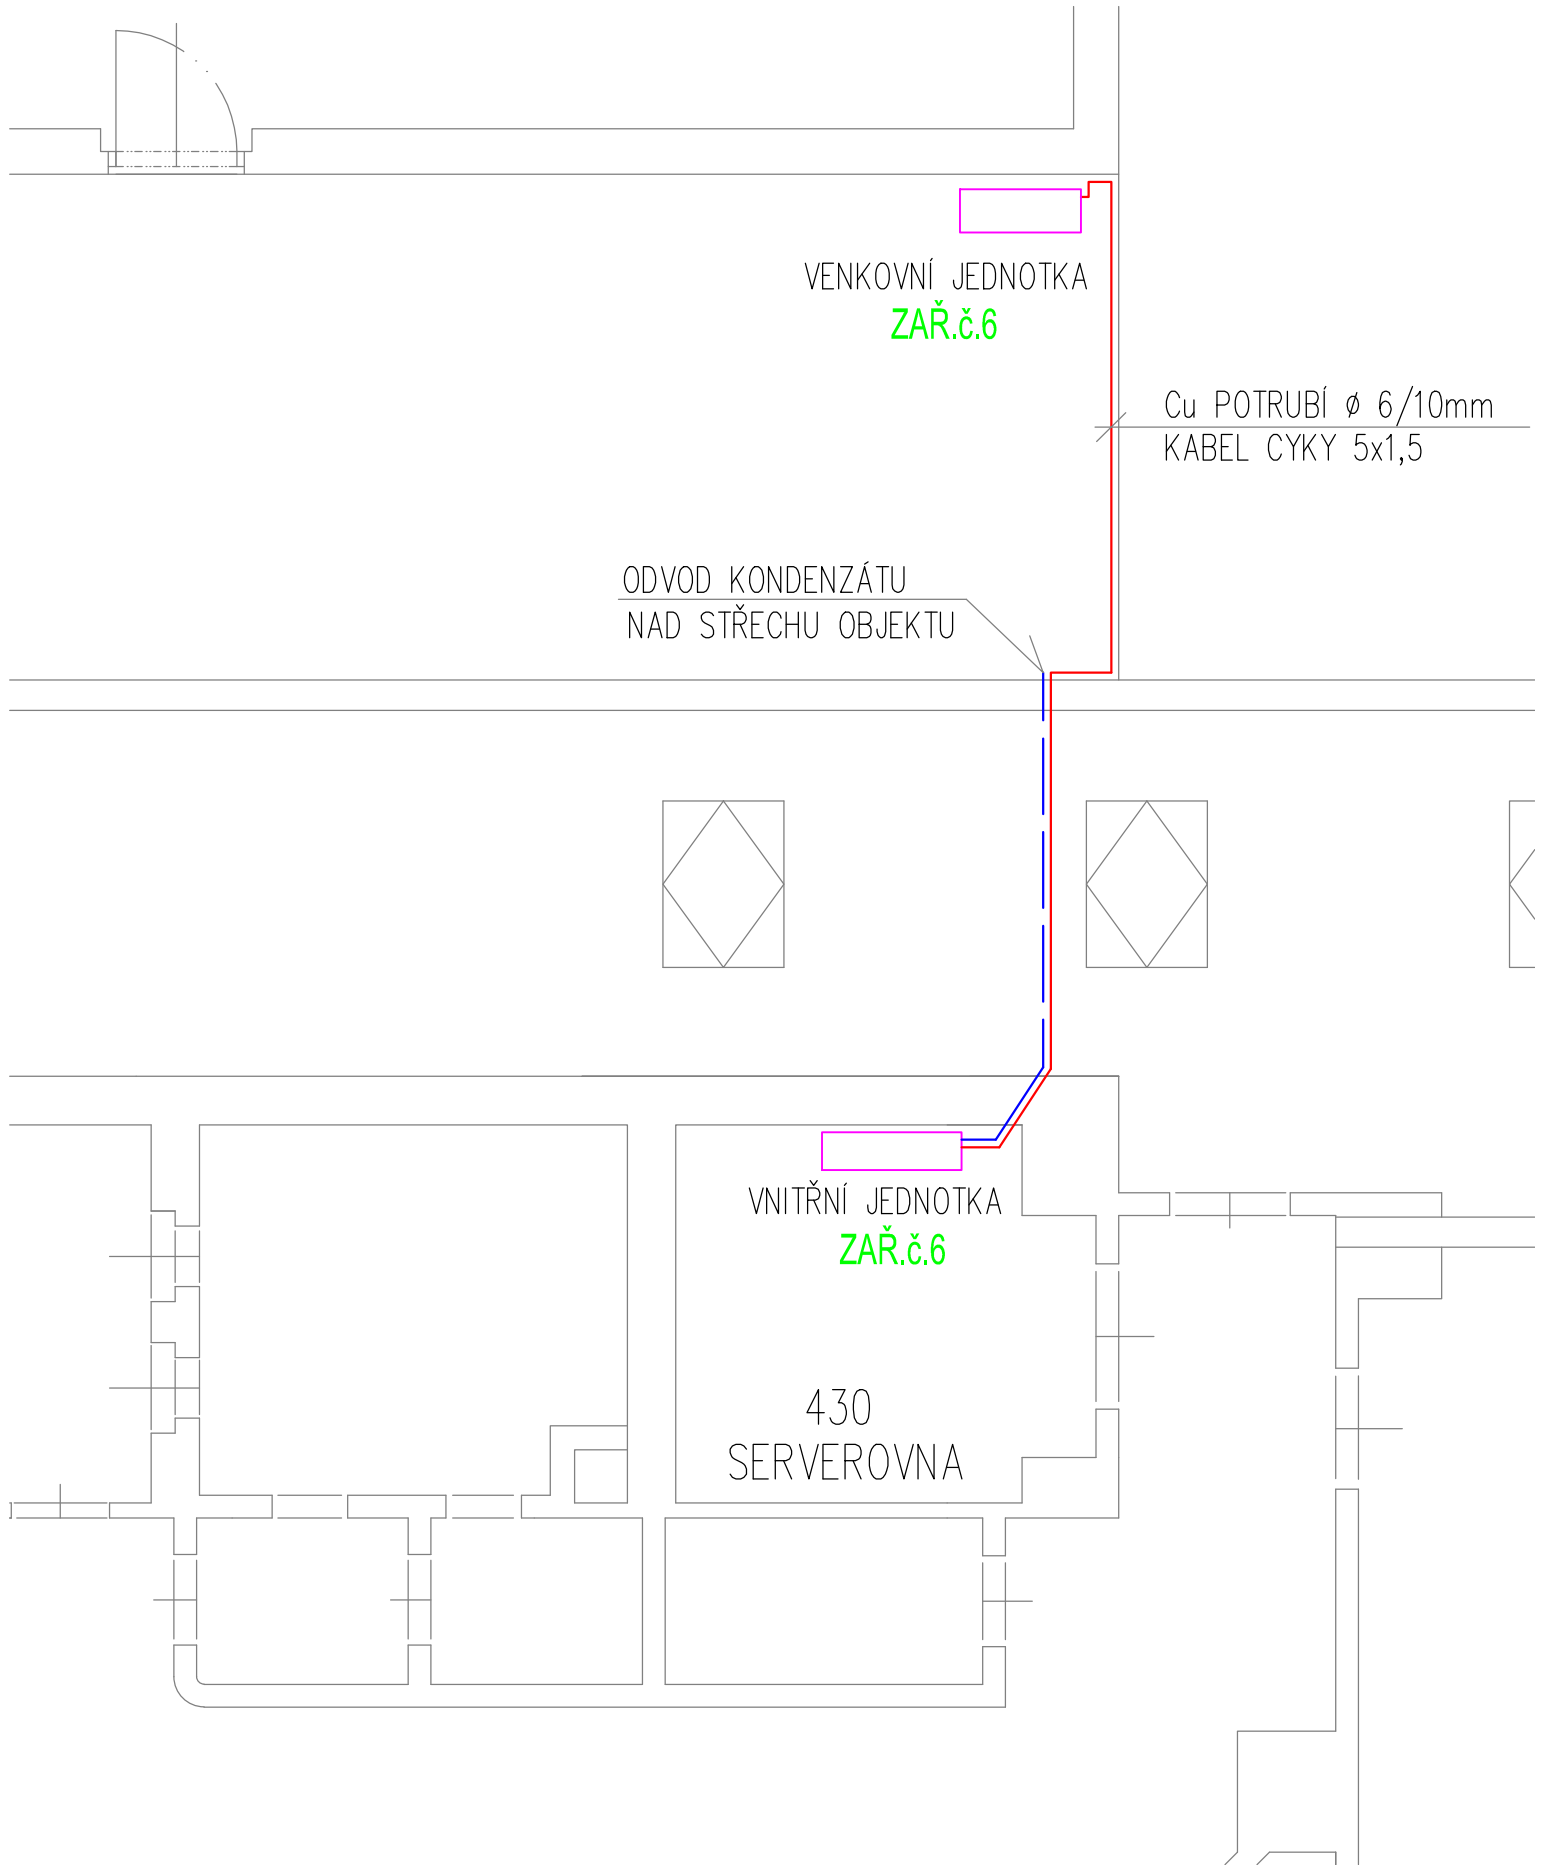 VENKOVNÍ JEDNOTKA
ZAŘ.č.6
Cu POTRUBÍ ø 6/10mm
KABEL CYKY 5x1,5
ODVOD KONDENZÁTU
NAD STŘECHU OBJEKTU
VNITŘNÍ JEDNOTKA
ZAŘ.č.6
430
SERVEROVNA